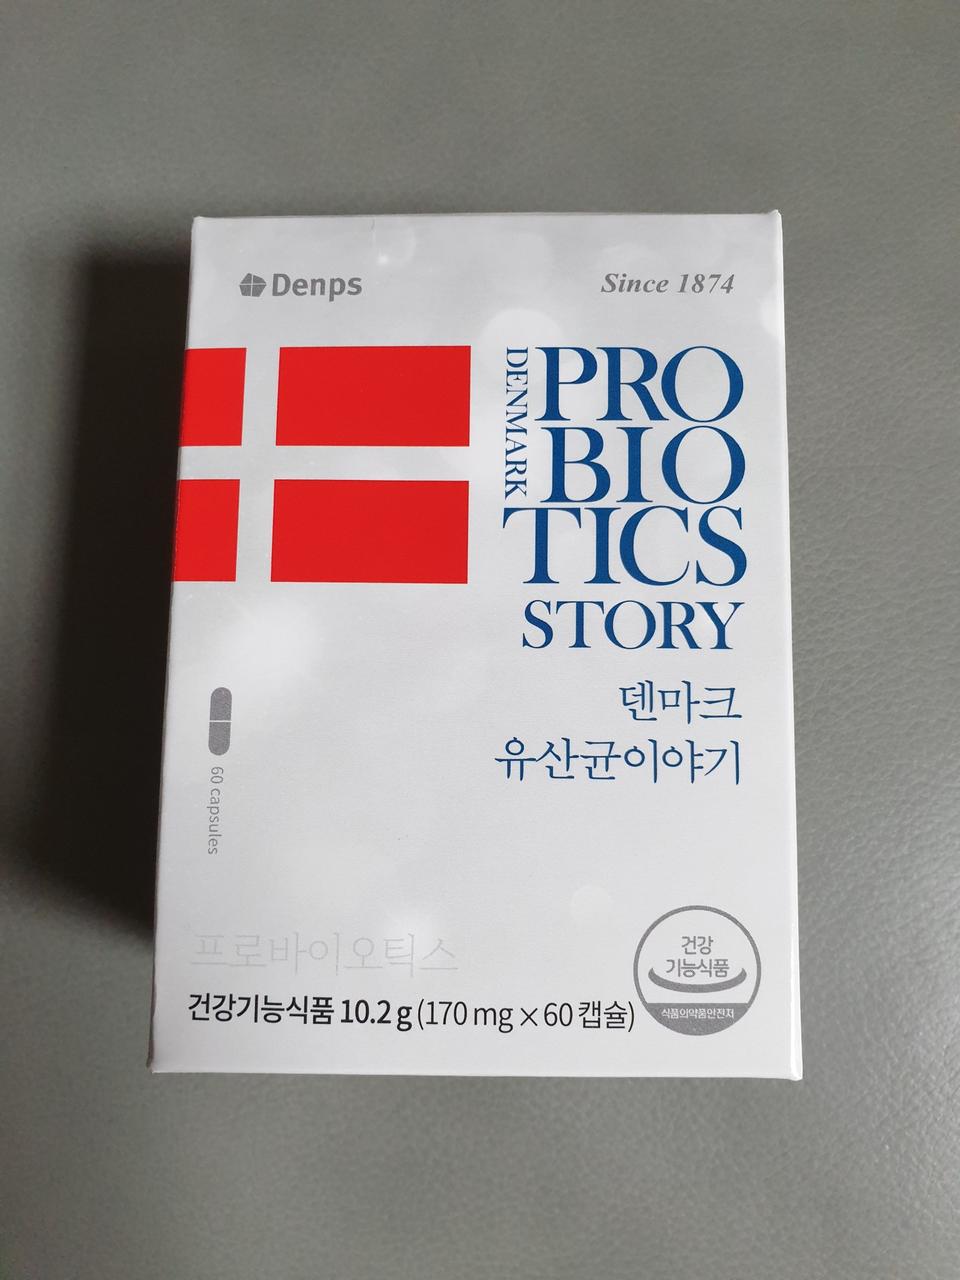 Denps
Since 1874
DENMARK
PRO
BIO
TICS
STORY
덴마크
유산균이야기
60 capsules
프로바이오틱스
건강기능식품 10.2 g (170 mg × 60 캡슐)
건강
기능식품
식품의약품안전처